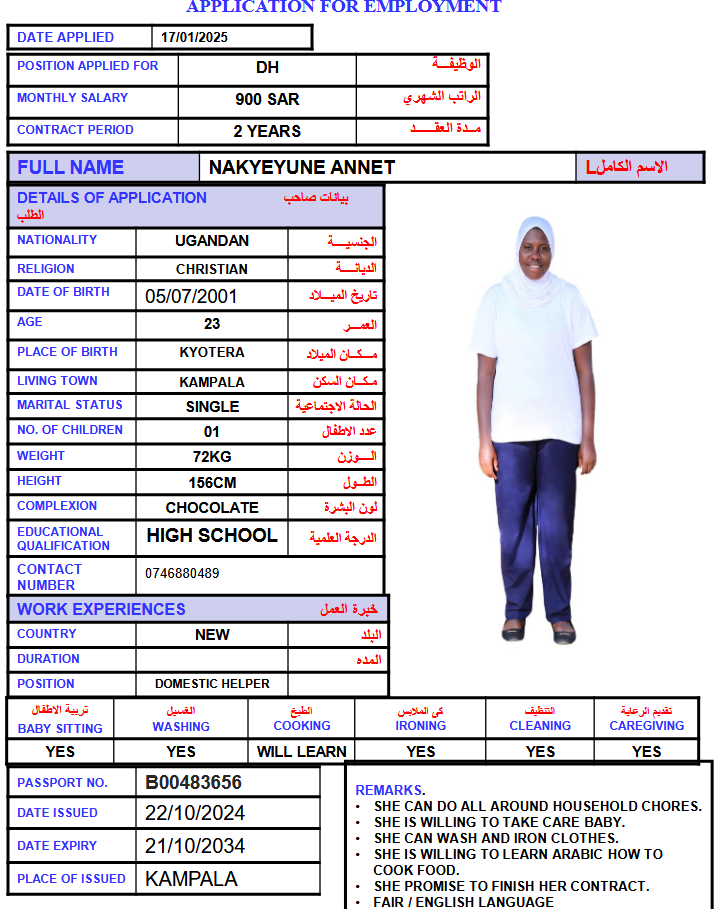 APPLICATION FOR EMPLOYMENT
DATE APPLIED 17/01/2025
POSITION APPLIED FOR DH الوظيفـــة
MONTHLY SALARY 900 SAR الراتب الشهري
CONTRACT PERIOD 2 YEARS مـدة العقـــد
FULL NAME NAKYEYUNE ANNET الاسم الكاملL
DETAILS OF APPLICATION بيانات صاحب
الطلب
NATIONALITY UGANDAN الجنسيـــة
RELIGION CHRISTIAN الديانـــة
DATE OF BIRTH 05/07/2001 تاريخ الميـــلاد
AGE 23 العمــر
PLACE OF BIRTH KYOTERA مــكـان الميلاد
LIVING TOWN KAMPALA مكــان السكن
MARITAL STATUS SINGLE الحالة الاجتماعية
NO. OF CHILDREN 01 عدد الاطفال
WEIGHT 72KG الــــوزن
HEIGHT 156CM الطــول
COMPLEXION CHOCOLATE لون البشرة
EDUCATIONAL
QUALIFICATION HIGH SCHOOL الدرجة العلمية
CONTACT
NUMBER 0746880489
WORK EXPERIENCES خبرة العمل
COUNTRY NEW البلد
DURATION المده
POSITION DOMESTIC HELPER
تربية الاطفال الغسيل الطبخ كى الملابس التنظيف تقديم الرعاية
BABY SITTING WASHING COOKING IRONING CLEANING CAREGIVING
YES YES WILL LEARN YES YES YES
PASSPORT NO. B00483656
DATE ISSUED 22/10/2024
DATE EXPIRY 21/10/2034
PLACE OF ISSUED KAMPALA
REMARKS.
• SHE CAN DO ALL AROUND HOUSEHOLD CHORES.
• SHE IS WILLING TO TAKE CARE BABY.
• SHE CAN WASH AND IRON CLOTHES.
• SHE IS WILLING TO LEARN ARABIC HOW TO
COOK FOOD.
• SHE PROMISE TO FINISH HER CONTRACT.
• FAIR / ENGLISH LANGUAGE